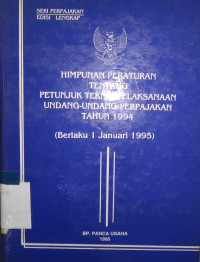 SERI PERPAJAKAN
EDISI LENGKAP
HIMPUNAN PERATURAN
TENTANG
PETUNJUK TEKNIS PELAKSANAAN
UNDANG-UNDANG PERPAJAKAN
TAHUN 1994
(Berlaku 1 Januari 1995)
BP. PANCA USAHA
1995